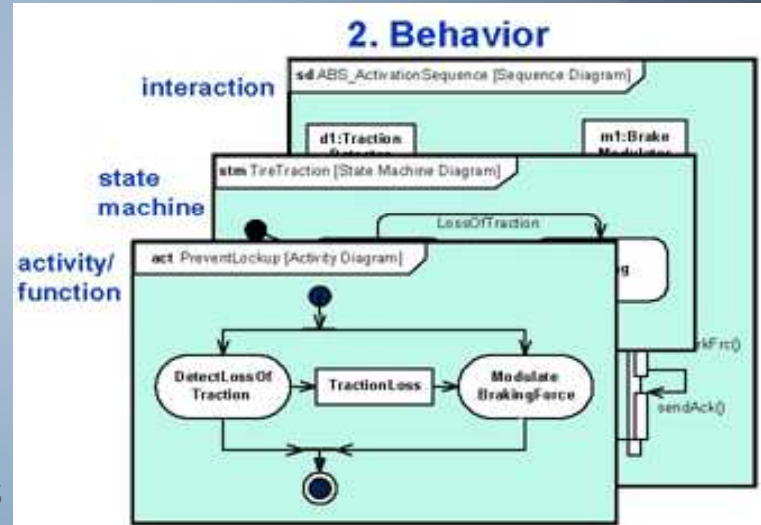 2. Behavior
interaction
sd ABS_ActivationSequence [Sequence Diagram]
d1:Traction
m1:Brake
Modulator
state
machine
stm TireTraction [State Machine Diagram]
LossOfTraction
activity/
function
act PreventLockup [Activity Diagram]
DetectLossOf
Traction
TractionLoss
Modulate
BrakingForce
sendAck()